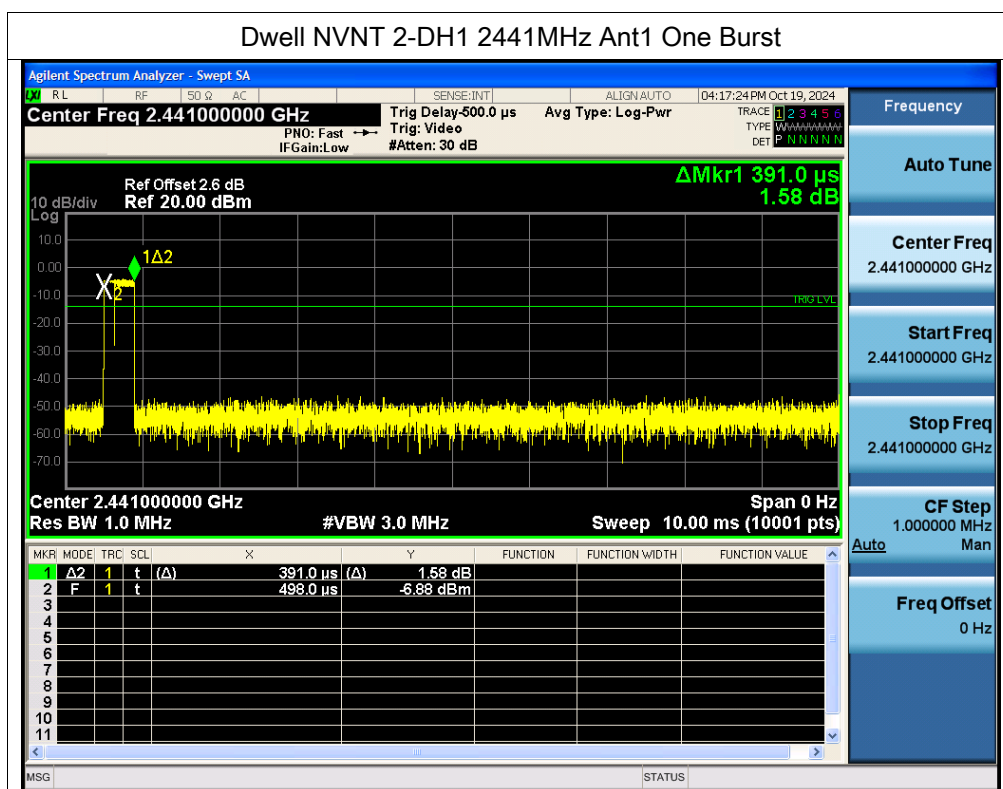 Dwell NVNT 2-DH1 2441MHz Ant1 One Burst
Agilent Spectrum Analyzer - Swept SA
LXI RL RF 50 Ω AC SENSE:INT ALIGN AUTO 04:17:24 PM Oct 19, 2024
Center Freq 2.441000000 GHz
PNO: Fast
IFGain:Low
Trig Delay-500.0 µs
Trig: Video
#Atten: 30 dB
Avg Type: Log-Pwr
TRACE 1 2 3 4 5 6
TYPE WWWWWW
DET P N N N N N
Frequency
Auto Tune
Center Freq
2.441000000 GHz
Start Freq
2.441000000 GHz
Stop Freq
2.441000000 GHz
CF Step
1.000000 MHz
Auto Man
Freq Offset
0 Hz
ΔMkr1 391.0 µs
1.58 dB
Ref Offset 2.6 dB
10 dB/div Ref 20.00 dBm
Log
10.0
0.00
-10.0
-20.0
-30.0
-40.0
-50.0
-60.0
-70.0
1Δ2
2
TRIG LVL
Center 2.441000000 GHz Span 0 Hz
Res BW 1.0 MHz #VBW 3.0 MHz Sweep 10.00 ms (10001 pts)
MKR MODE TRC SCL X Y FUNCTION FUNCTION WIDTH FUNCTION VALUE
1 Δ2 1 t (Δ) 391.0 µs (Δ) 1.58 dB
2 F 1 t 498.0 µs -6.88 dBm
3
4
5
6
7
8
9
10
11
MSG STATUS